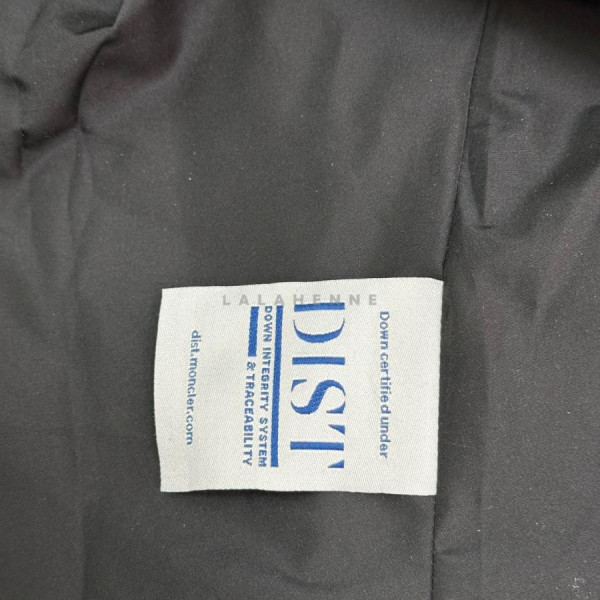 LALAHENNE
Down certified under
DIST
DOWN INTEGRITY SYSTEM
& TRACEABILITY
dist.moncler.com